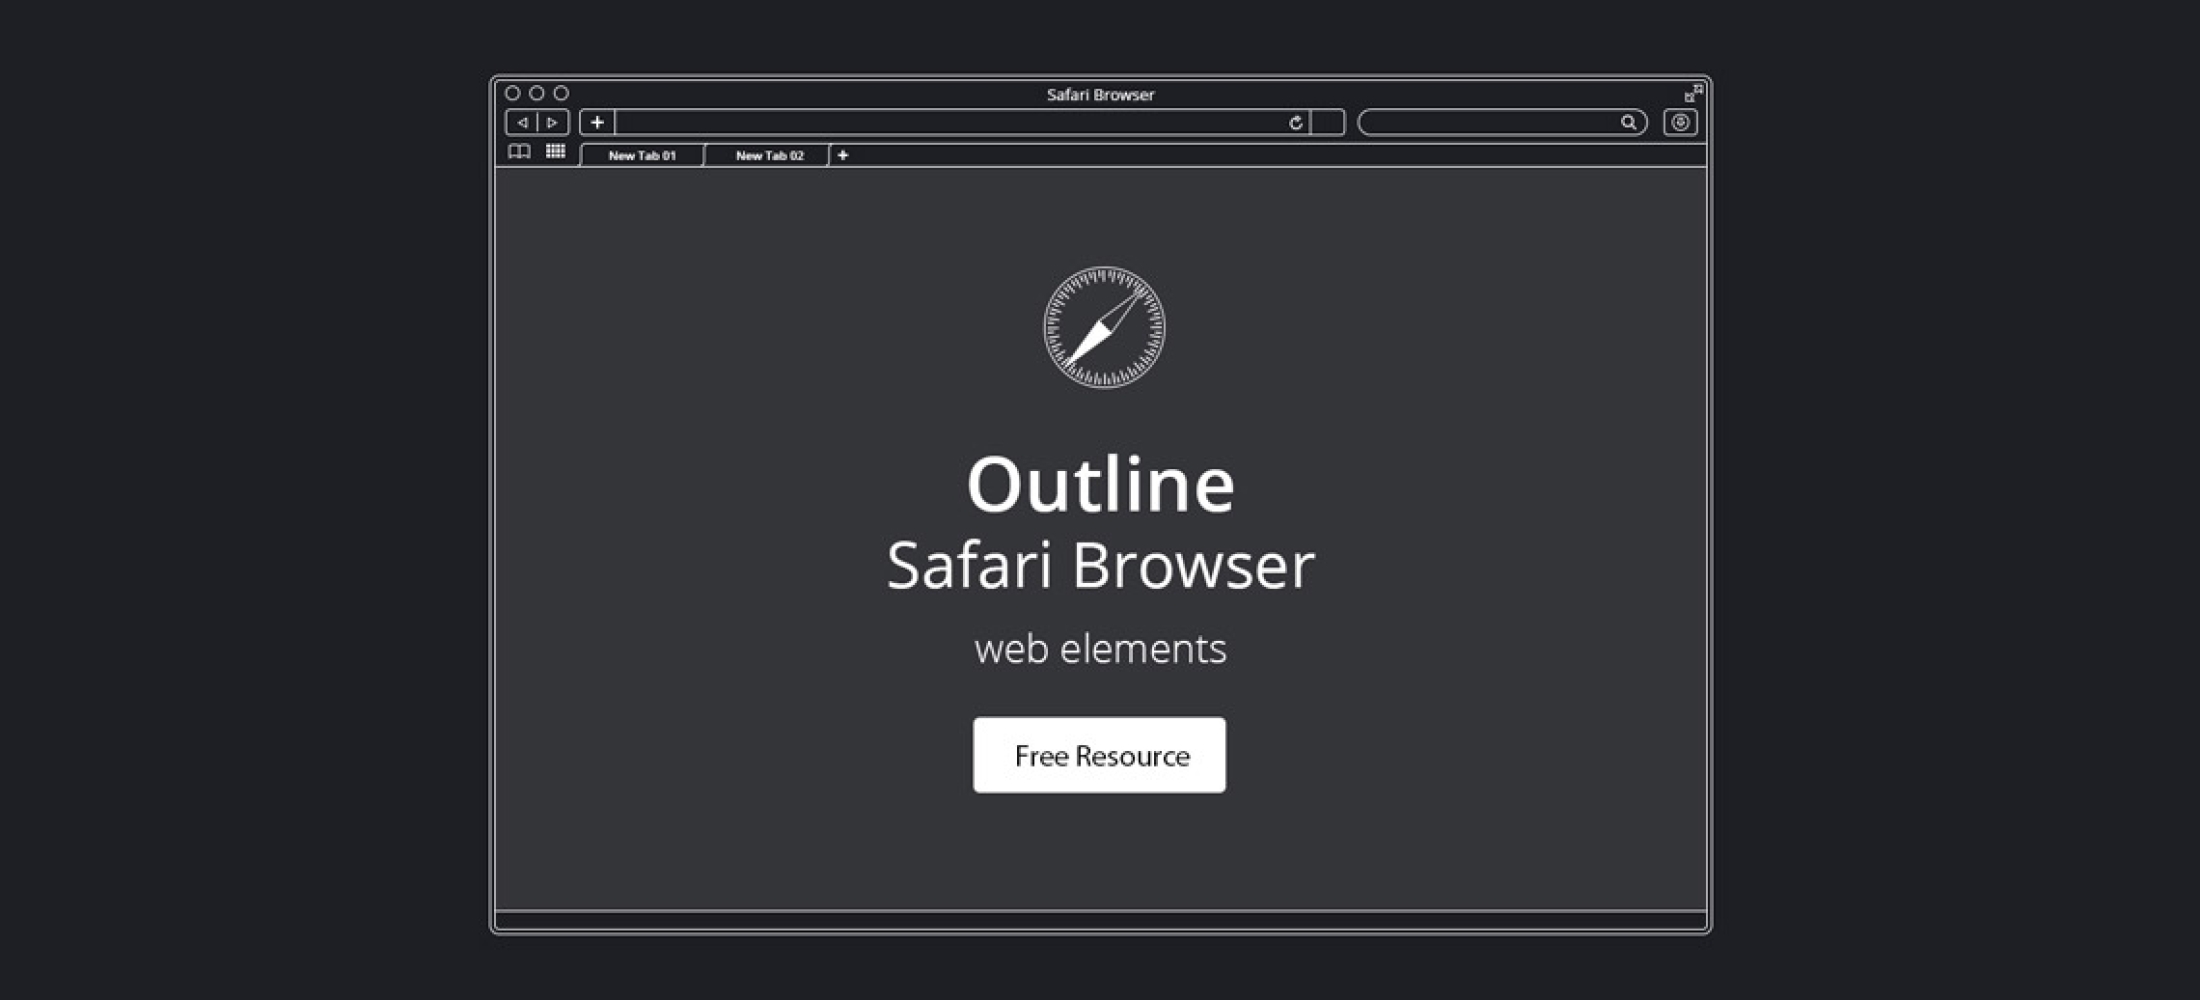 Safari Browser
New Tab 01
New Tab 02
Outline
Safari Browser
web elements
Free Resource